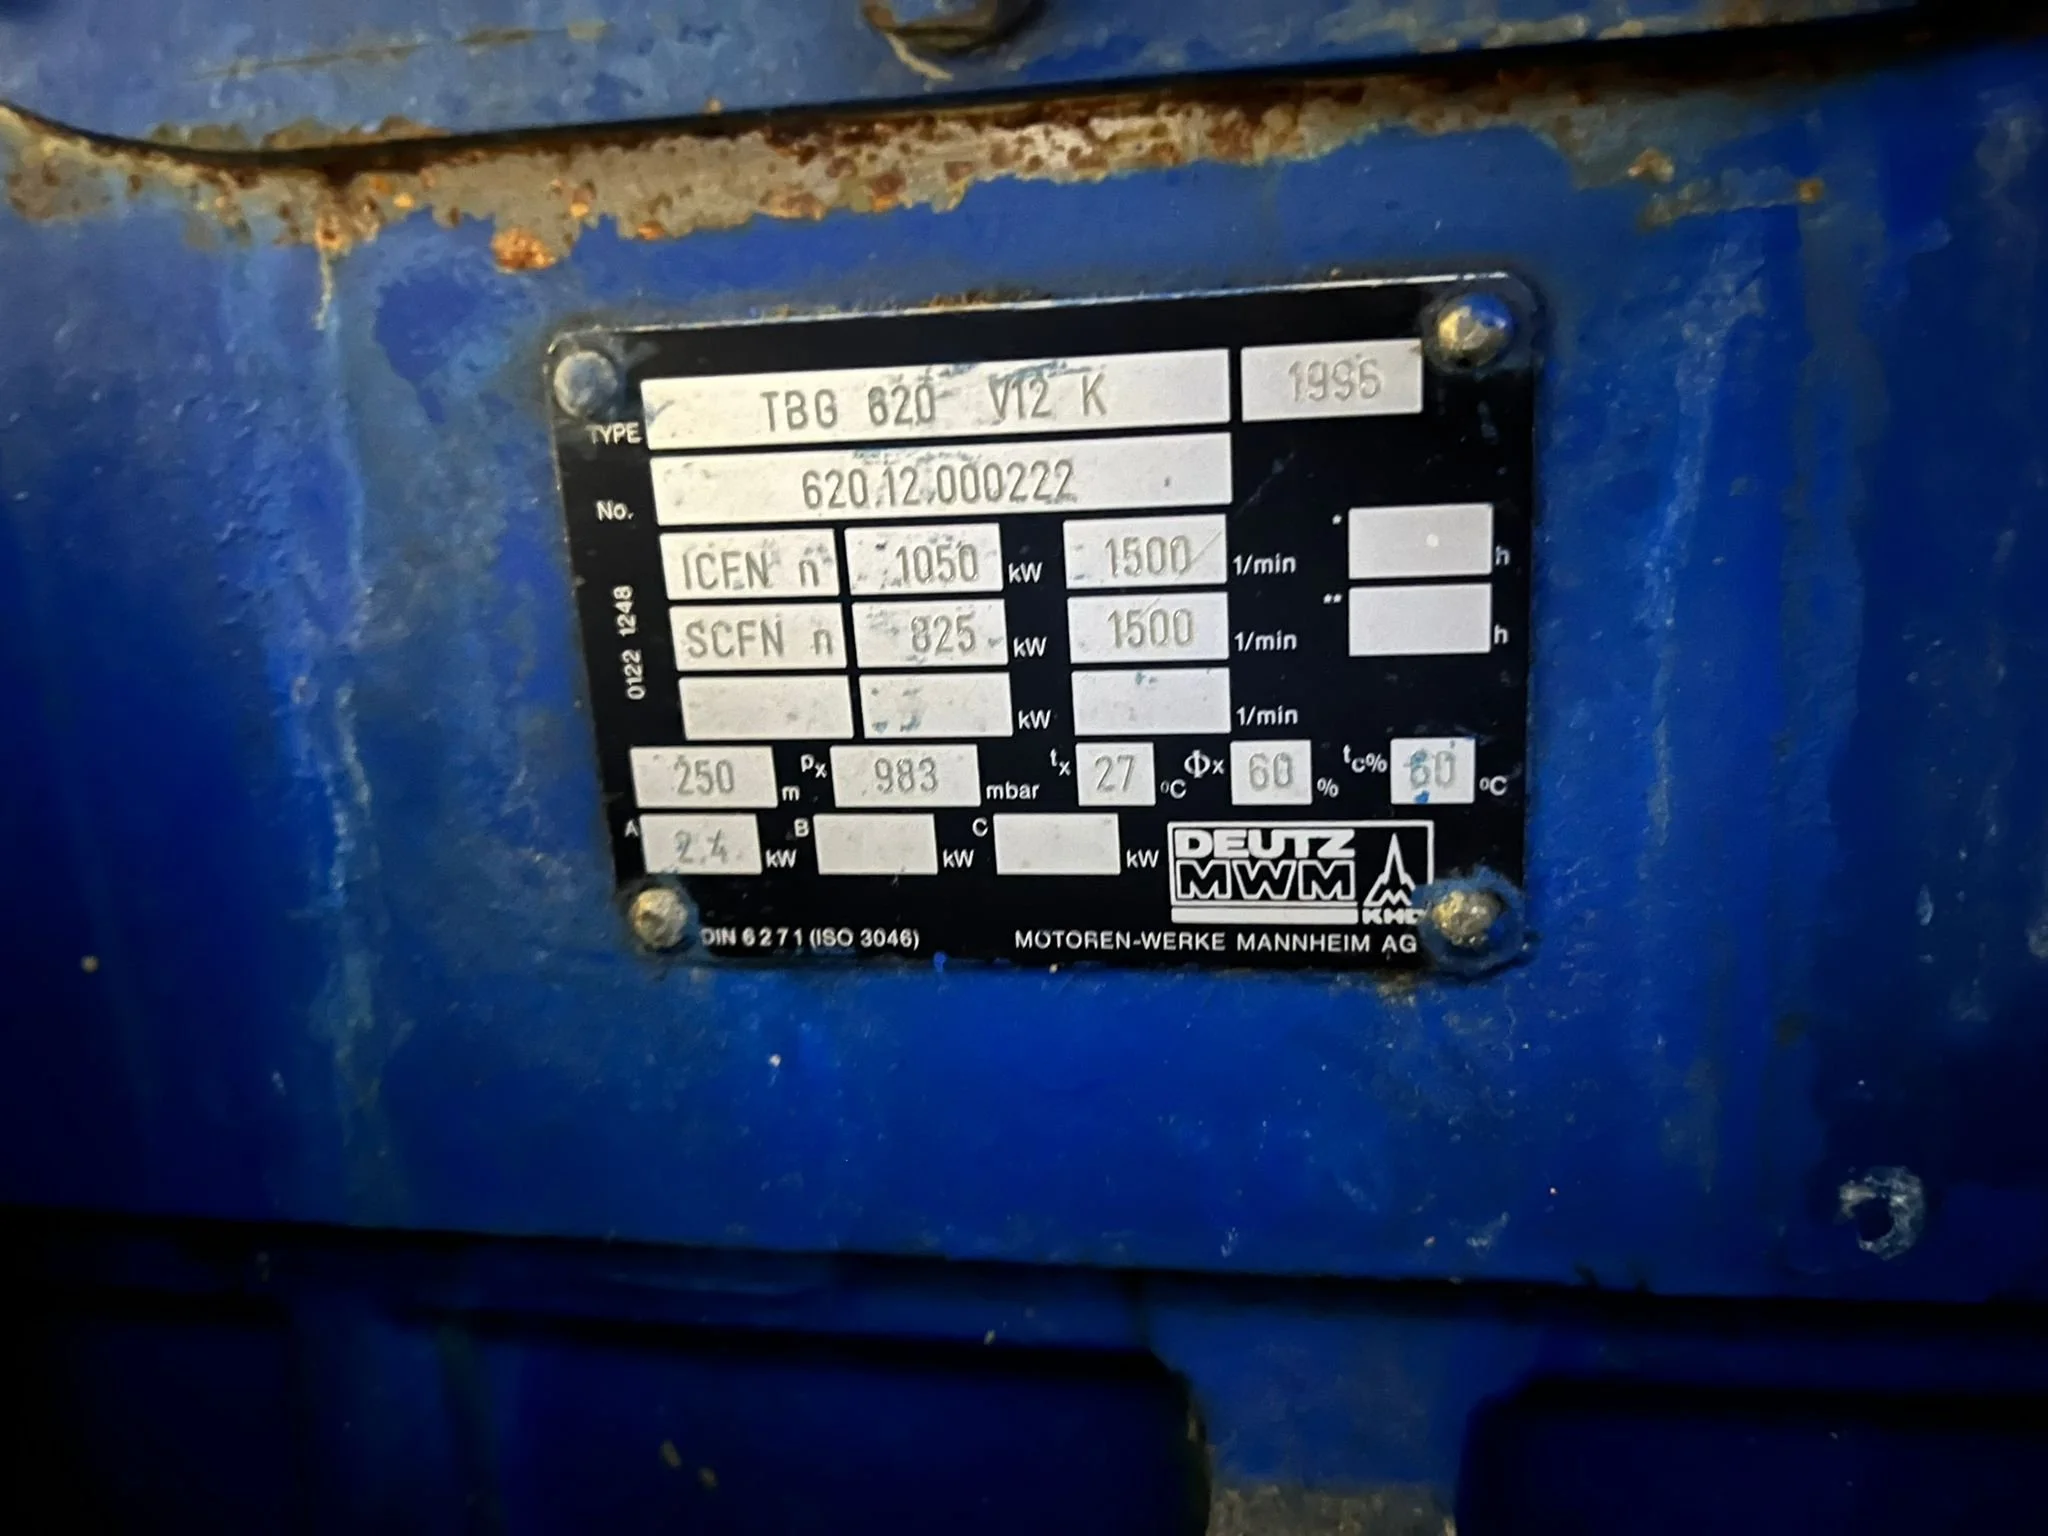 TYPE TBG 620 V12 K 1996
No. 620.12.000222
ICFN n 1050 kW 1500 1/min * h
SCFN n 825 kW 1500 1/min ** h
kW 1/min
0122 1248
250 m px 983 mbar tx 27 °C Φx 60 % tc% 60 °C
A 2.4 kW B kW C kW
DEUTZ
MWM
KHD
DIN 6271 (ISO 3046) MOTOREN-WERKE MANNHEIM AG